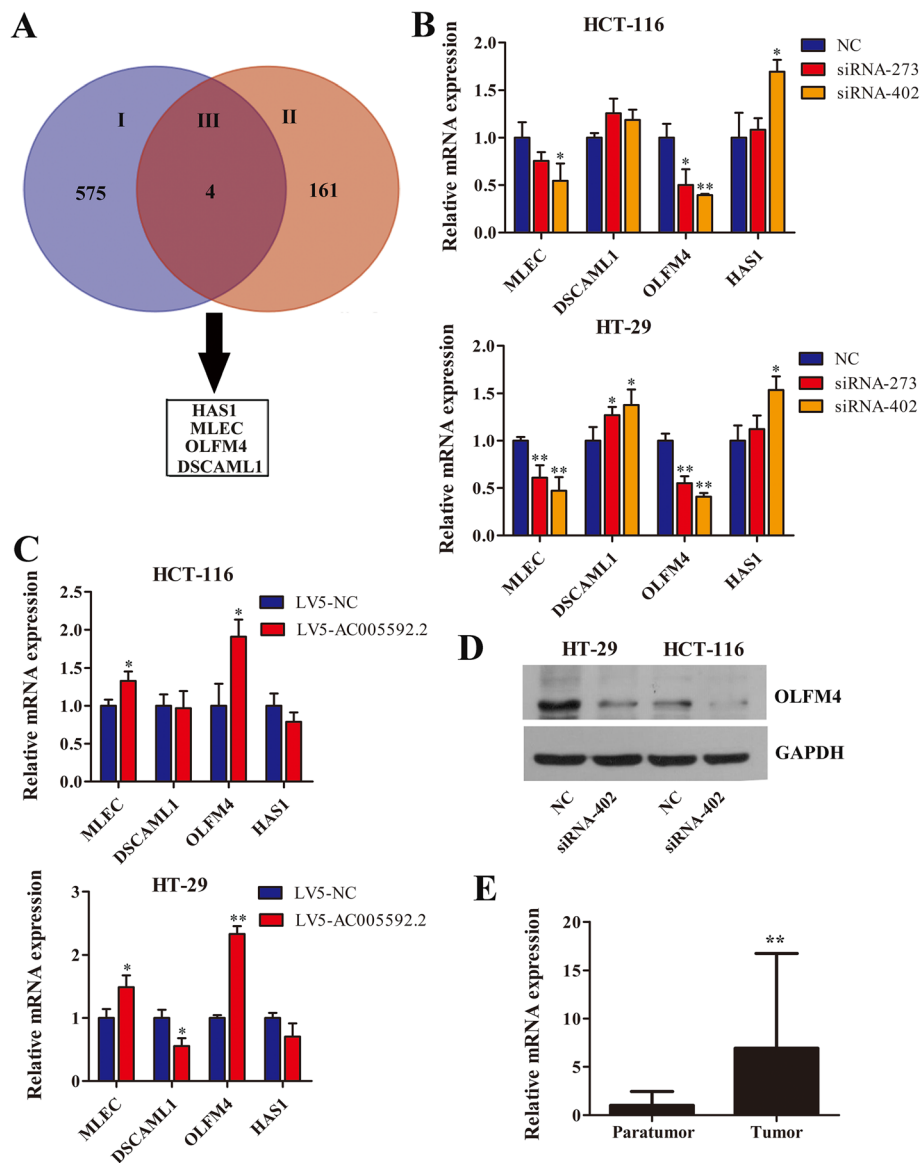 A
I
III
II
575
4
161
HAS1
MLEC
OLFM4
DSCAML1
B
HCT-116
Relative mRNA expression
2.0
1.5
1.0
0.5
0.0
*
*
**
*
MLEC
DSCAML1
OLFM4
HAS1
NC
siRNA-273
siRNA-402
HT-29
Relative mRNA expression
2.0
1.5
1.0
0.5
0.0
**
**
*
*
**
**
*
MLEC
DSCAML1
OLFM4
HAS1
NC
siRNA-273
siRNA-402
C
HCT-116
Relative mRNA expression
2.5
2.0
1.5
1.0
0.5
0.0
*
*
MLEC
DSCAML1
OLFM4
HAS1
LV5-NC
LV5-AC005592.2
HT-29
Relative mRNA expression
3
2
1
0
*
*
**
MLEC
DSCAML1
OLFM4
HAS1
LV5-NC
LV5-AC005592.2
D
HT-29 HCT-116
OLFM4
GAPDH
NC
siRNA-402
NC
siRNA-402
E
Relative mRNA expression
20
15
10
5
0
**
Paratumor Tumor